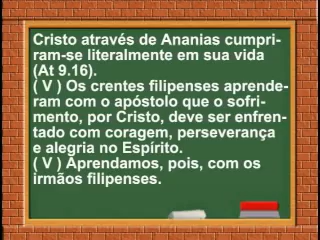 Cristo através de Ananias cumpri-
ram-se literalmente em sua vida
(At 9.16).
( V ) Os crentes filipenses aprende-
ram com o apóstolo que o sofri-
mento, por Cristo, deve ser enfren-
tado com coragem, perseverança
e alegria no Espírito.
( V ) Aprendamos, pois, com os
irmãos filipenses.